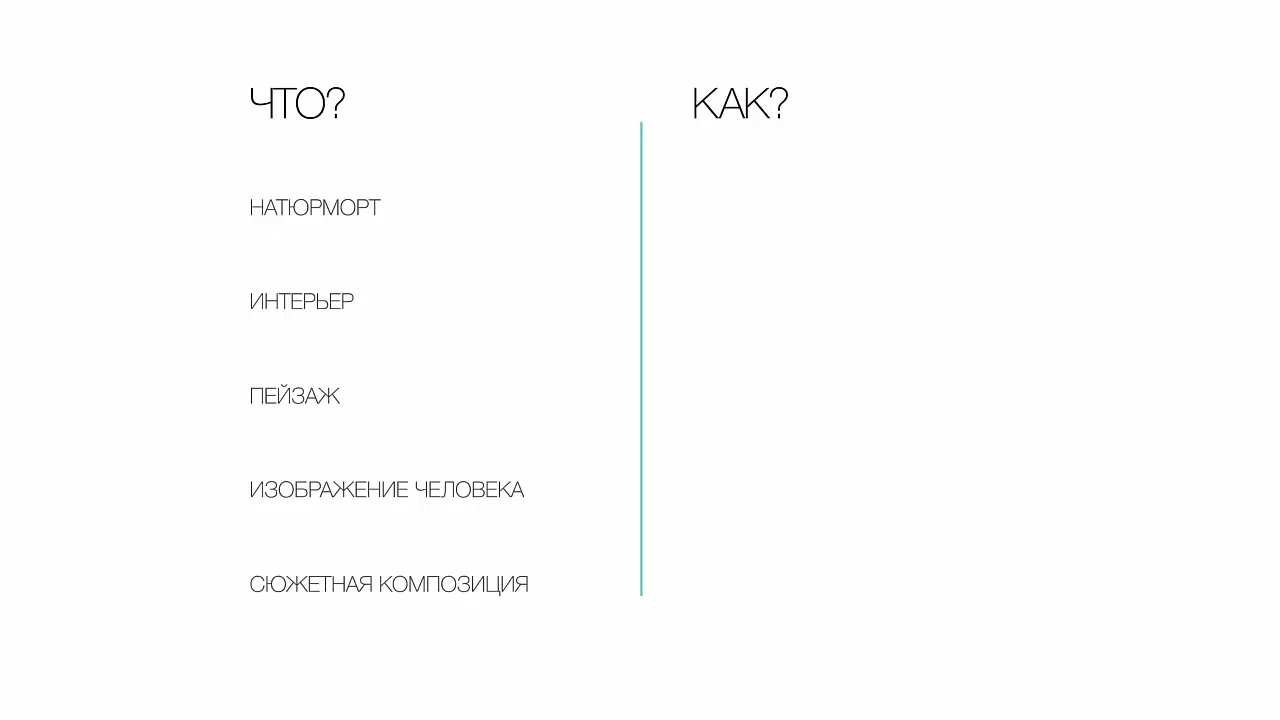 ЧТО?
НАТЮРМОРТ
ИНТЕРЬЕР
ПЕЙЗАЖ
ИЗОБРАЖЕНИЕ ЧЕЛОВЕКА
СЮЖЕТНАЯ КОМПОЗИЦИЯ
КАК?